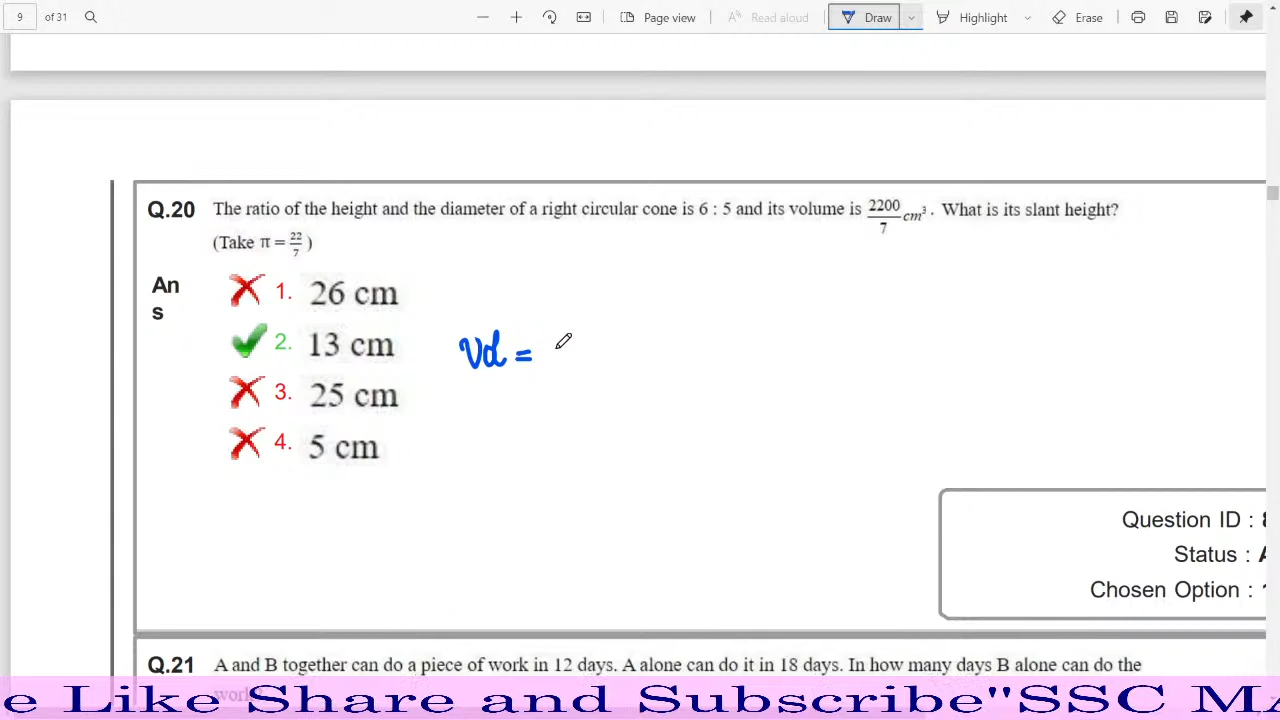 9 of 31 Page view Read aloud Draw Highlight Erase
Q.20 The ratio of the height and the diameter of a right circular cone is 6 : 5 and its volume is 2200/7 cm³. What is its slant height?
(Take π = 22/7)
Ans
1. 26 cm
2. 13 cm
3. 25 cm
4. 5 cm
Vol =
Question ID :
Status :
Chosen Option :
Q.21 A and B together can do a piece of work in 12 days. A alone can do it in 18 days. In how many days B alone can do the
e Like Share and Subscribe"SSC MA